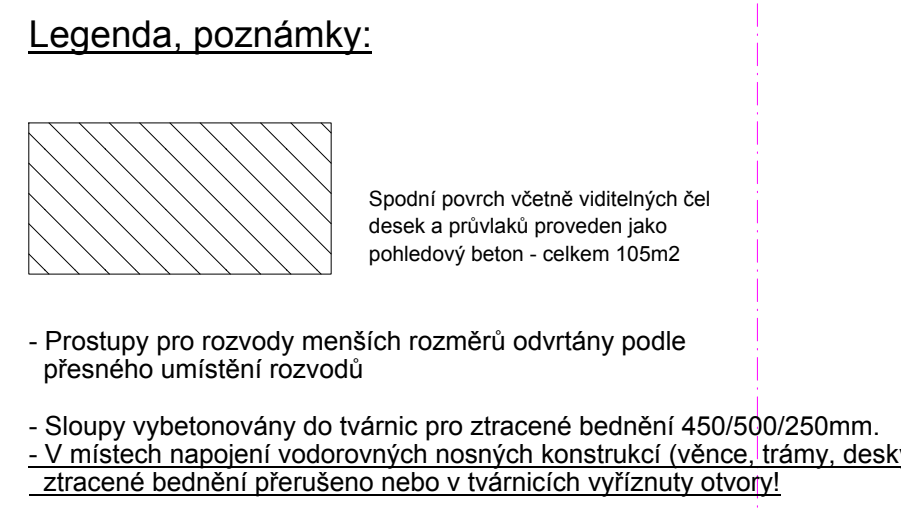 Legenda, poznámky:
Spodní povrch včetně viditelných čel
desek a průvlaků proveden jako
pohledový beton - celkem 105m2
- Prostupy pro rozvody menších rozměrů odvrtány podle
přesného umístění rozvodů
- Sloupy vybetonovány do tvárnic pro ztracené bednění 450/500/250mm.
- V místech napojení vodorovných nosných konstrukcí (věnce, trámy, desky
ztracené bednění přerušeno nebo v tvárnicích vyříznuty otvory!